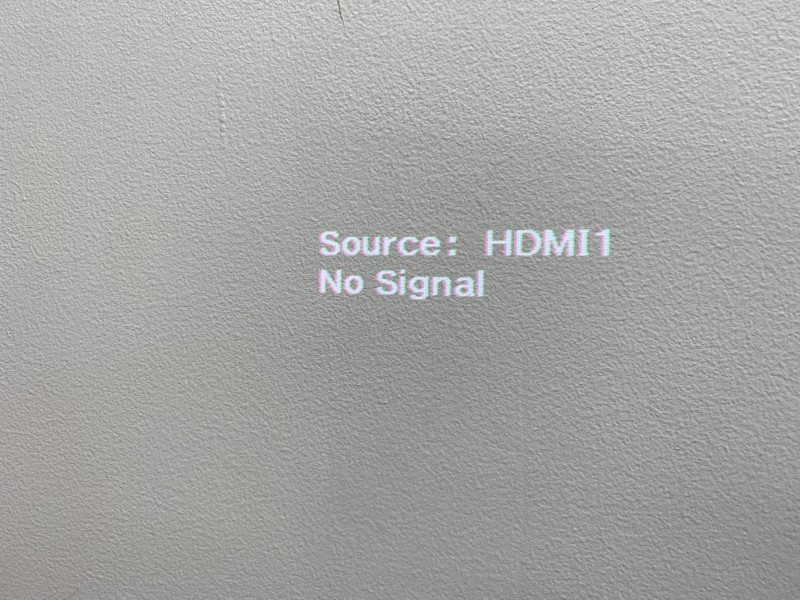 Source: HDMI1
No Signal